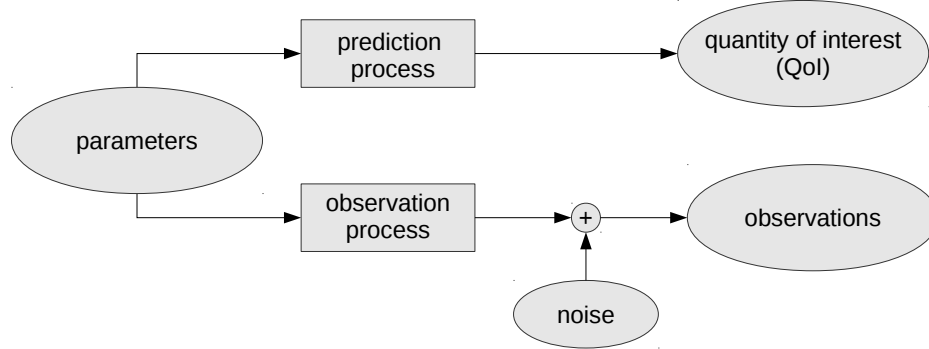 prediction
process
quantity of interest
(QoI)
parameters
observation
process
+
observations
noise